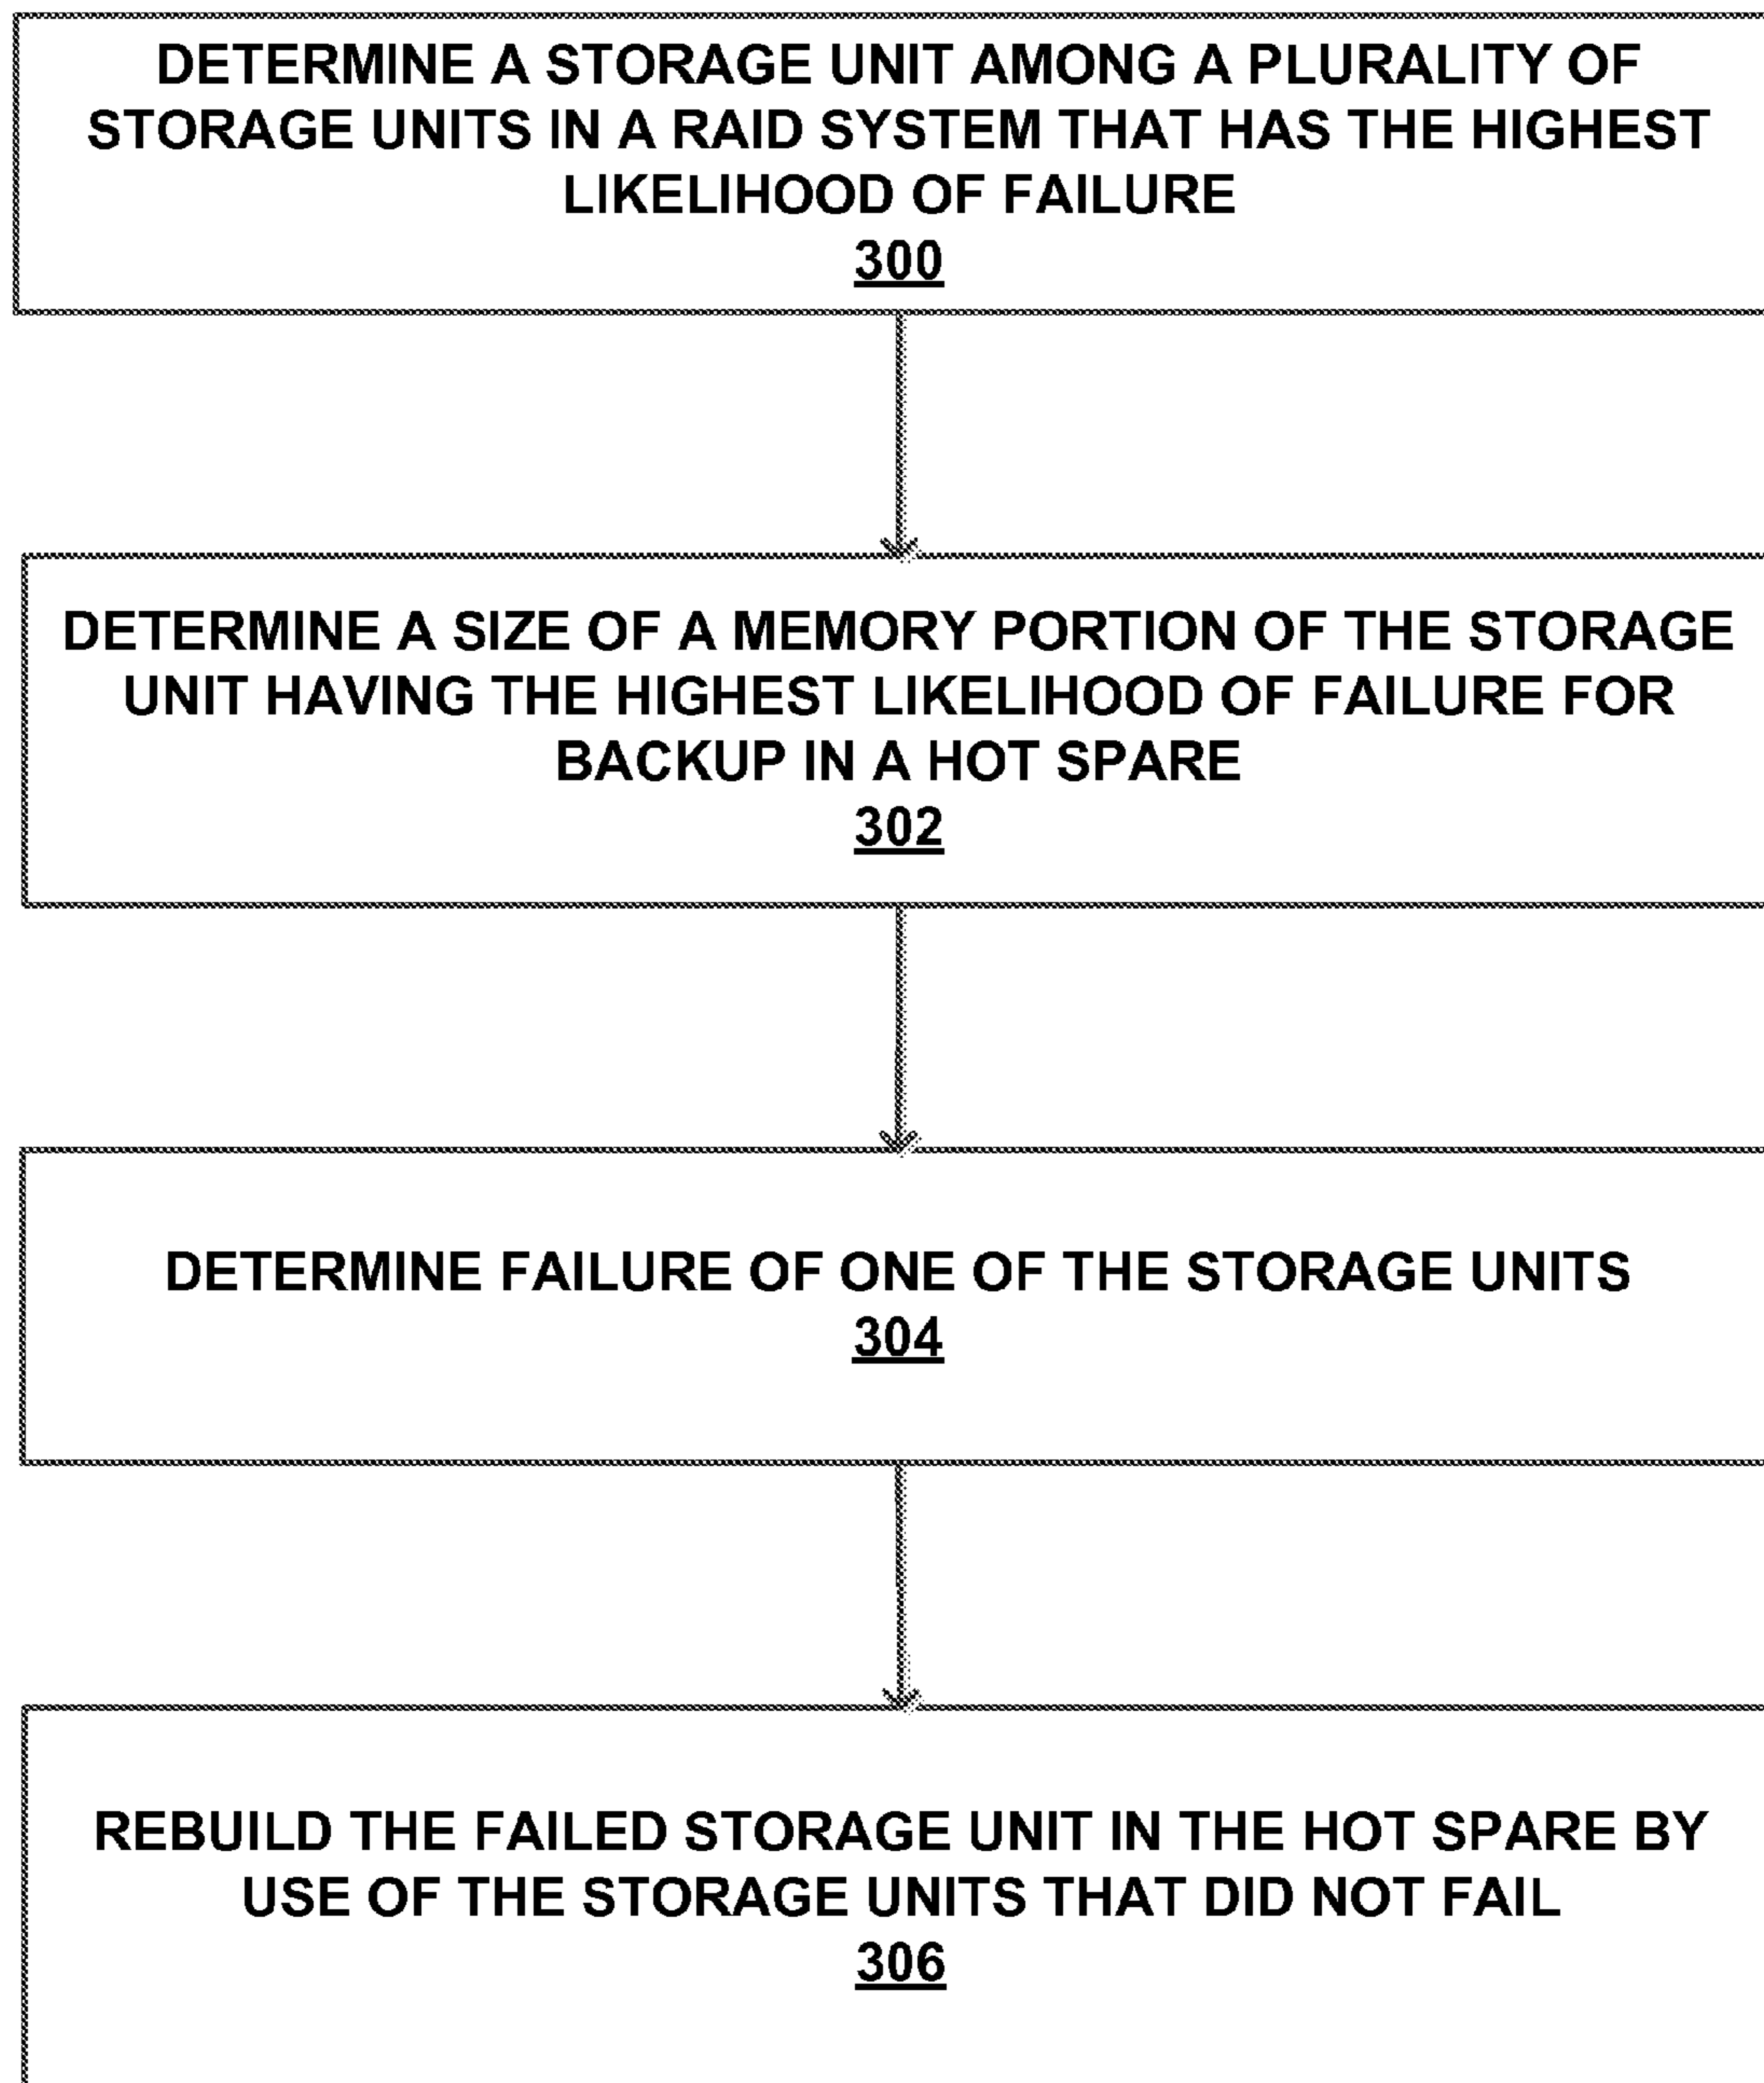 DETERMINE A STORAGE UNIT AMONG A PLURALITY OF
STORAGE UNITS IN A RAID SYSTEM THAT HAS THE HIGHEST
LIKELIHOOD OF FAILURE
300
DETERMINE A SIZE OF A MEMORY PORTION OF THE STORAGE
UNIT HAVING THE HIGHEST LIKELIHOOD OF FAILURE FOR
BACKUP IN A HOT SPARE
302
DETERMINE FAILURE OF ONE OF THE STORAGE UNITS
304
REBUILD THE FAILED STORAGE UNIT IN THE HOT SPARE BY
USE OF THE STORAGE UNITS THAT DID NOT FAIL
306